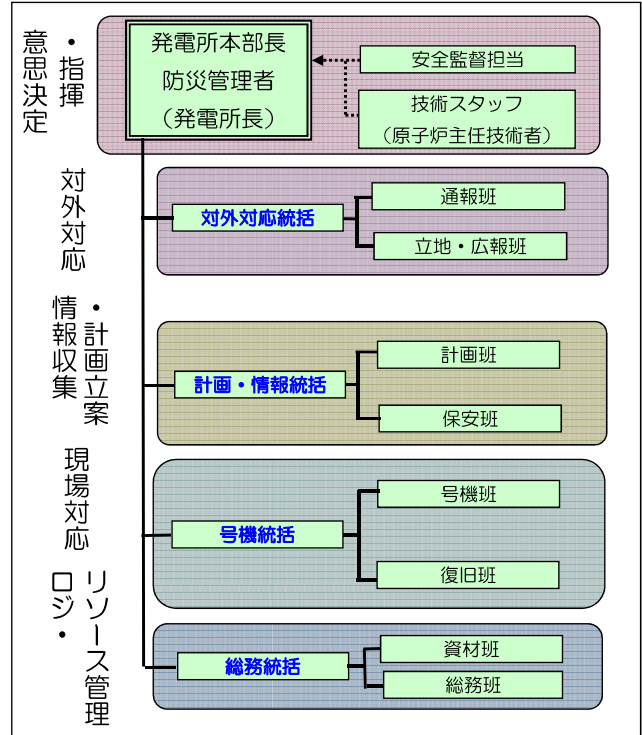 意思決定
・指揮
発電所本部長
防災管理者
（発電所長）
安全監督担当
技術スタッフ
（原子炉主任技術者）
対外対応
対外対応統括
通報班
立地・広報班
情報収集
・計画立案
計画・情報統括
計画班
保安班
現場対応
号機統括
号機班
復旧班
ロジ・
リソース管理
総務統括
資材班
総務班